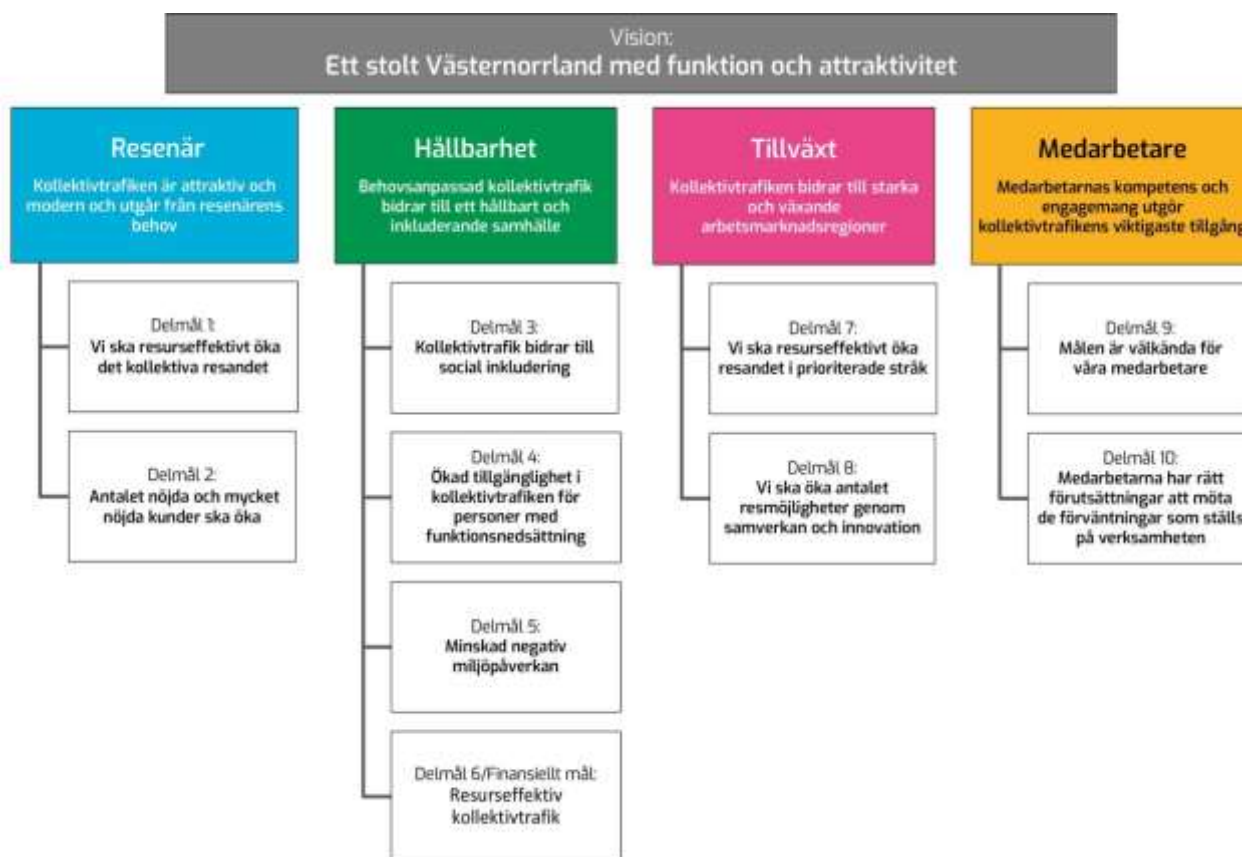 Vision:
Ett stolt Västernorrland med funktion och attraktivitet
Resenär
Kollektivtrafiken är attraktiv och
modern och utgår från resenärens
behov
Delmål 1:
Vi ska resurseffektivt öka
det kollektiva resandet
Delmål 2:
Antalet nöjda och mycket
nöjda kunder ska öka
Hållbarhet
Behovsanpassad kollektivtrafik
bidrar till ett hållbart och
inkluderande samhälle
Delmål 3:
Kollektivtrafik bidrar till
social inkludering
Delmål 4:
Ökad tillgänglighet i
kollektivtrafiken för
personer med
funktionsnedsättning
Delmål 5:
Minskad negativ
miljöpåverkan
Delmål 6/Finansiellt mål:
Resurseffektiv
kollektivtrafik
Tillväxt
Kollektivtrafiken bidrar till starka
och växande
arbetsmarknadsregioner
Delmål 7:
Vi ska resurseffektivt öka
resandet i prioriterade stråk
Delmål 8:
Vi ska öka antalet
resmöjligheter genom
samverkan och innovation
Medarbetare
Medarbetarnas kompetens och
engagemang utgör
kollektivtrafikens viktigaste tillgång
Delmål 9:
Målen är välkända för
våra medarbetare
Delmål 10:
Medarbetarna har rätt
förutsättningar att möta
de förväntningar som ställs
på verksamheten